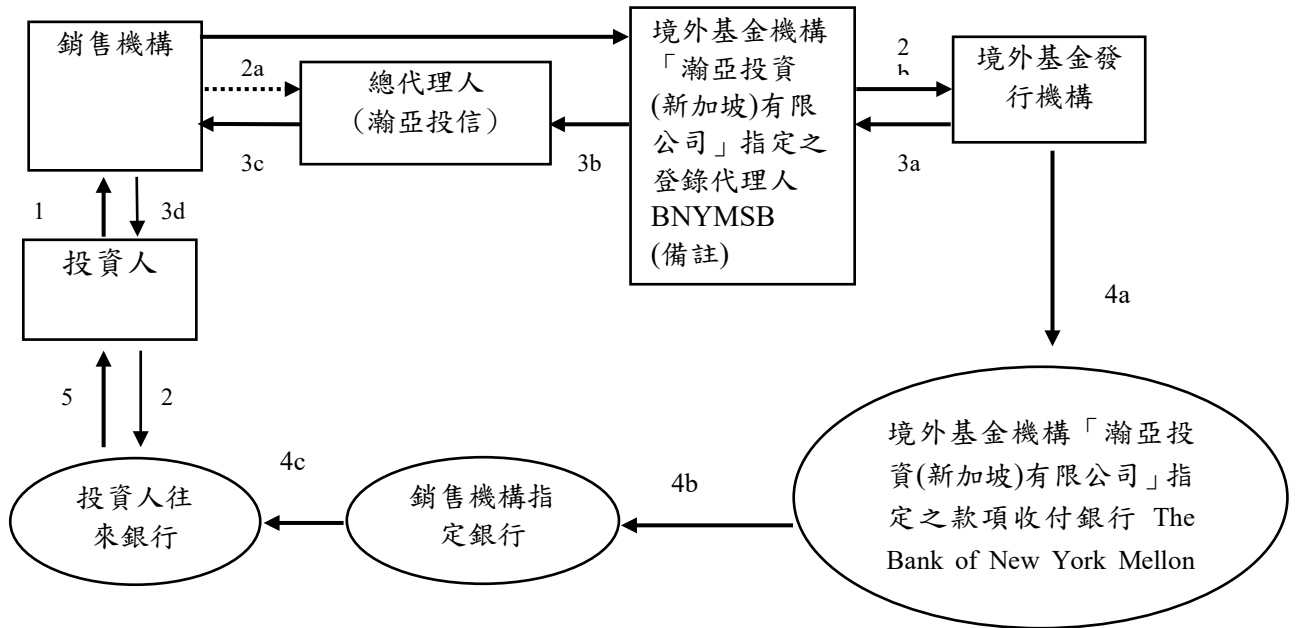 銷售機構
2a
總代理人
（瀚亞投信）
境外基金機構
「瀚亞投資
(新加坡)有限
公司」指定之
登錄代理人
BNYMSB
(備註)
2
b
境外基金發
行機構
3c
3b
3a
1
3d
投資人
4a
5
2
投資人往
來銀行
4c
銷售機構指
定銀行
4b
境外基金機構「瀚亞投
資(新加坡)有限公司」指
定之款項收付銀行 The
Bank of New York Mellon